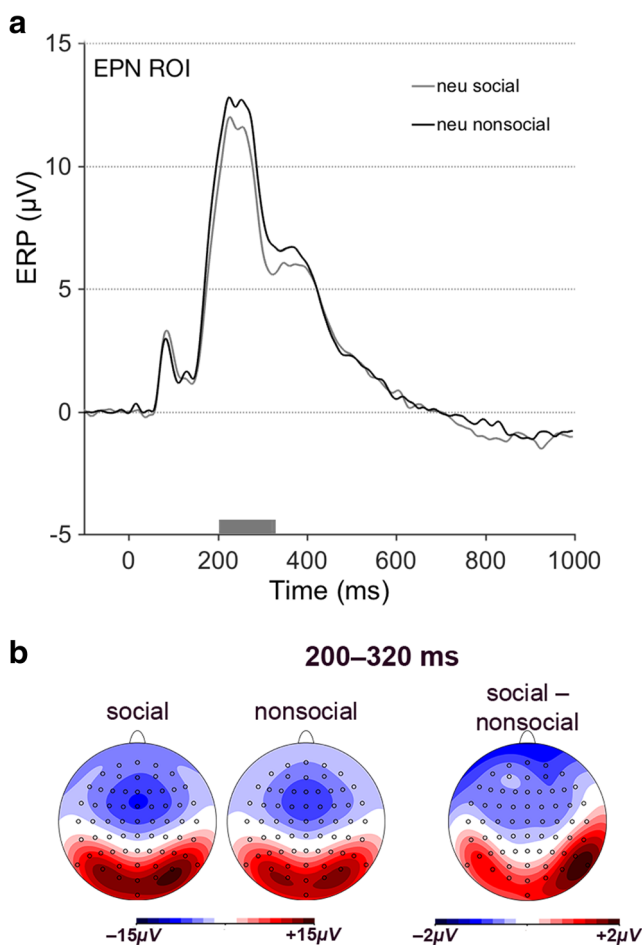 a
15
EPN ROI
neu social
neu nonsocial
10
ERP (µV)
5
0
-5
0 200 400 600 800 1000
Time (ms)
b
200–320 ms
social nonsocial social –
nonsocial
–15µV +15µV –2µV +2µV